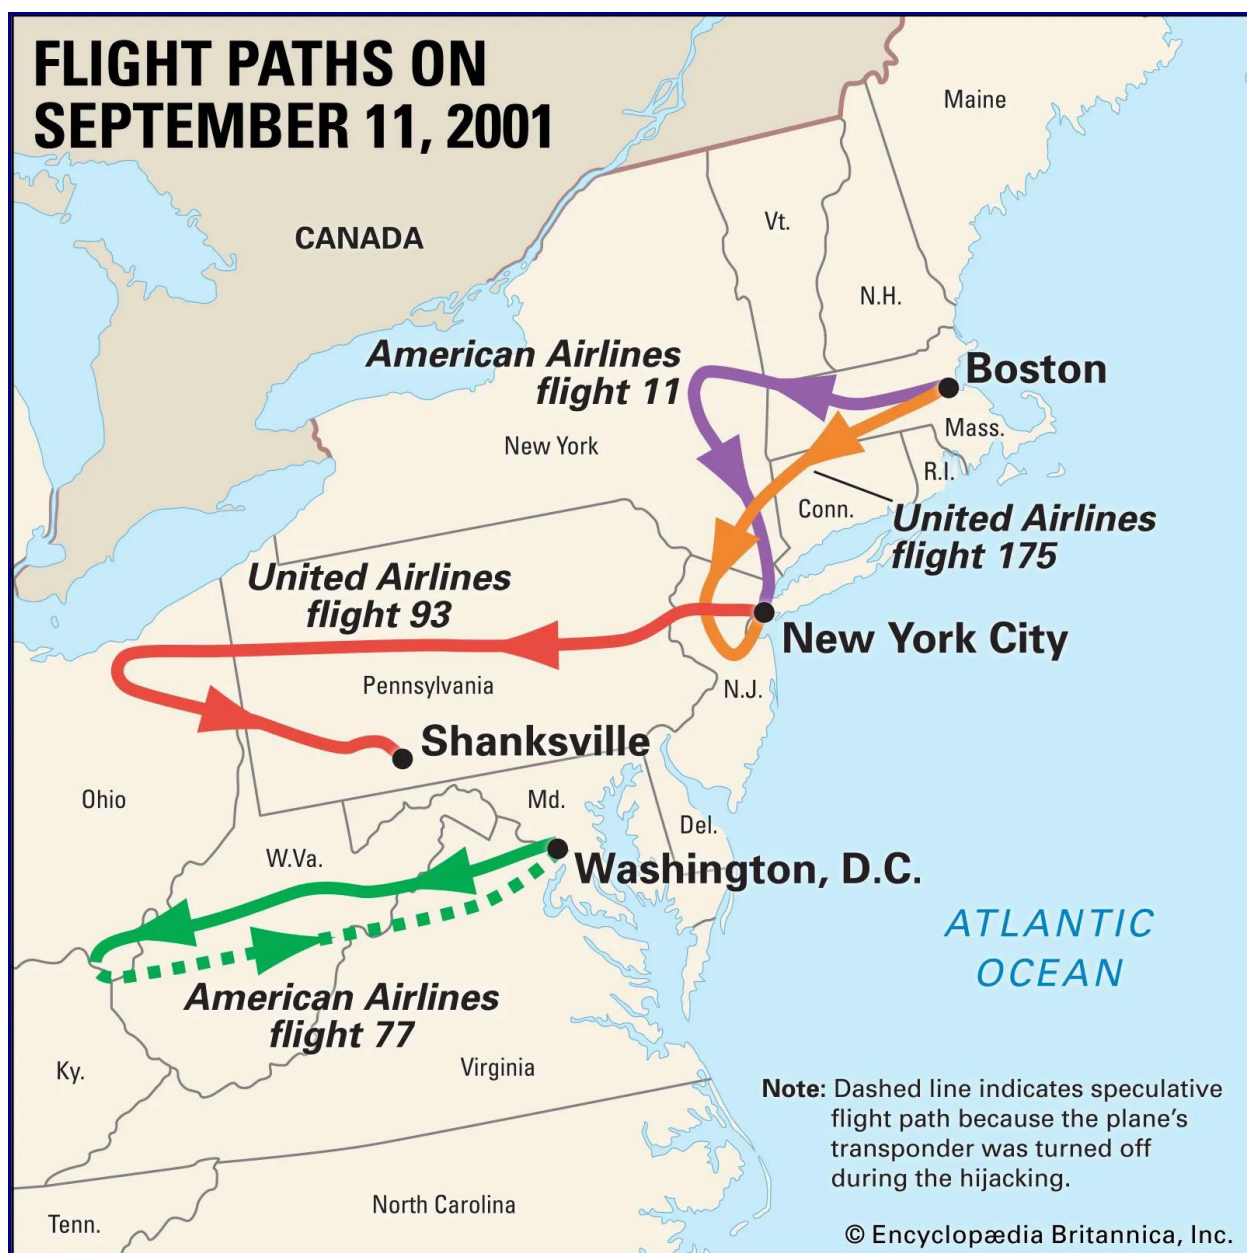 FLIGHT PATHS ON
SEPTEMBER 11, 2001
Maine
CANADA
Vt.
N.H.
American Airlines
flight 11
Boston
New York
Mass.
R.I.
Conn.
United Airlines
flight 175
United Airlines
flight 93
New York City
Pennsylvania
N.J.
Shanksville
Ohio
Md.
Del.
W.Va.
Washington, D.C.
ATLANTIC
OCEAN
American Airlines
flight 77
Ky.
Virginia
Note: Dashed line indicates speculative
flight path because the plane's
transponder was turned off
during the hijacking.
North Carolina
Tenn.
© Encyclopædia Britannica, Inc.